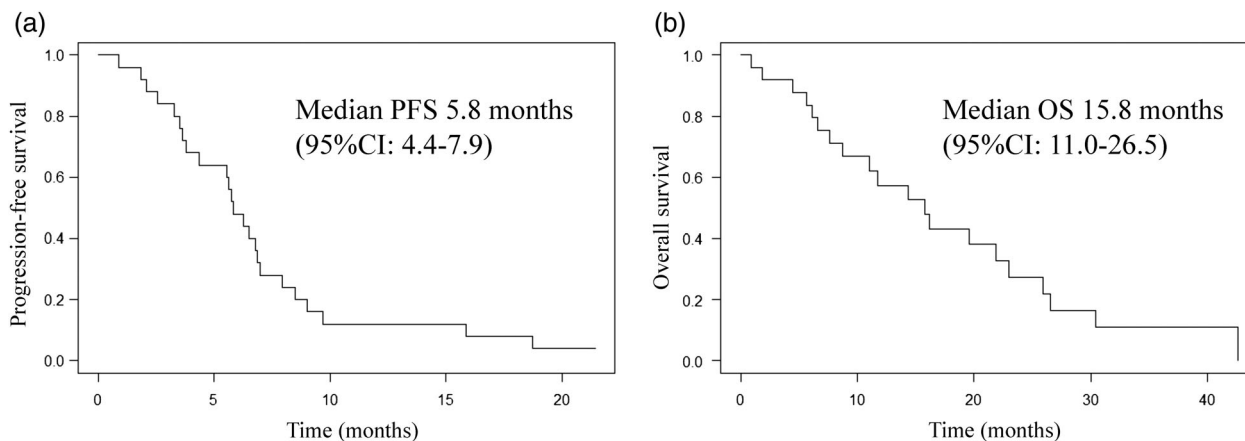 (a)
Progression-free survival
1.0
0.8
0.6
0.4
0.2
0.0
Median PFS 5.8 months
(95%CI: 4.4-7.9)
0 5 10 15 20
Time (months)
(b)
Overall survival
1.0
0.8
0.6
0.4
0.2
0.0
Median OS 15.8 months
(95%CI: 11.0-26.5)
0 10 20 30 40
Time (months)